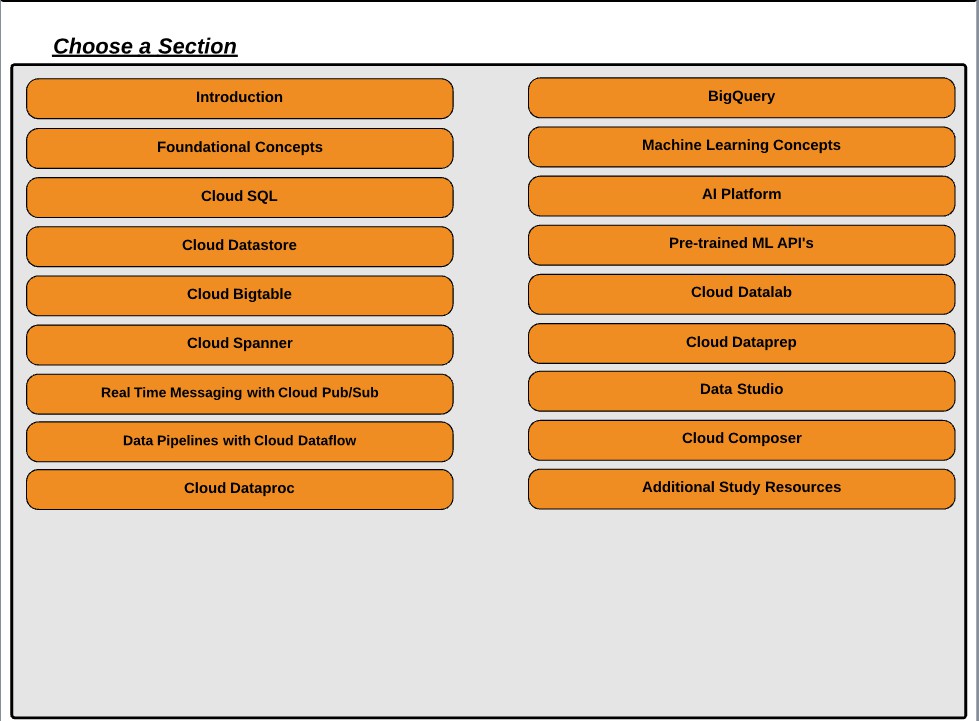 Choose a Section
Introduction
Foundational Concepts
Cloud SQL
Cloud Datastore
Cloud Bigtable
Cloud Spanner
Real Time Messaging with Cloud Pub/Sub
Data Pipelines with Cloud Dataflow
Cloud Dataproc
BigQuery
Machine Learning Concepts
AI Platform
Pre-trained ML API's
Cloud Datalab
Cloud Dataprep
Data Studio
Cloud Composer
Additional Study Resources